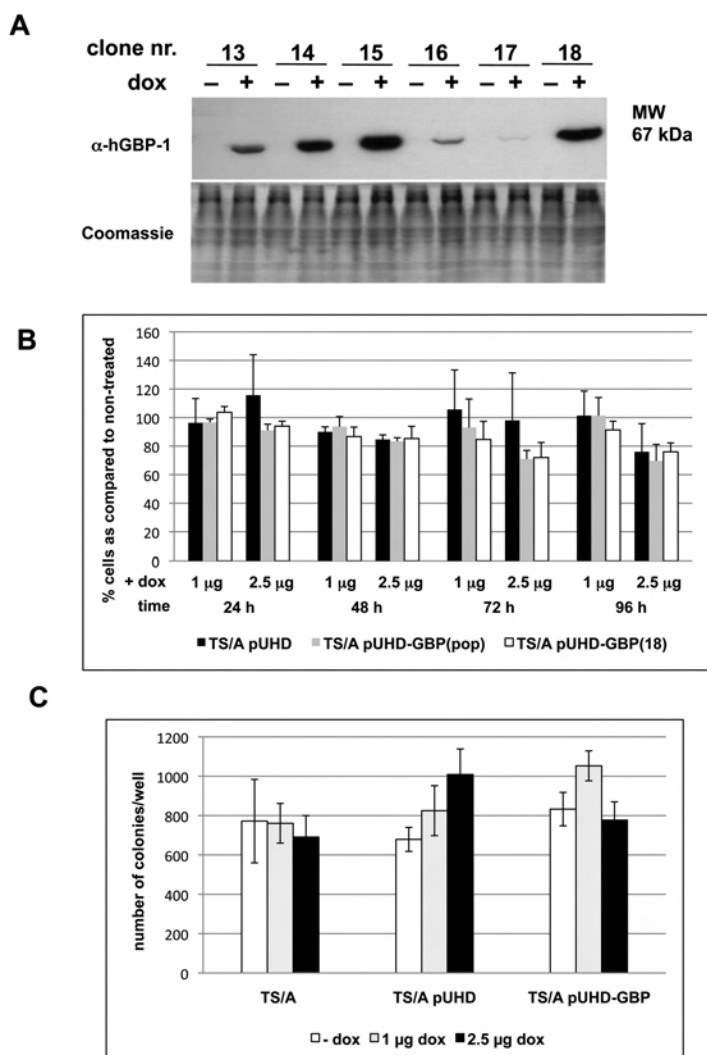 A
clone nr. 13 14 15 16 17 18
dox – + – + – + – + – + – +
α-hGBP-1
MW
67 kDa
Coomassie
B
% cells as compared to non-treated
160
140
120
100
80
60
40
20
0
+ dox 1 µg 2.5 µg 1 µg 2.5 µg 1 µg 2.5 µg 1 µg 2.5 µg
time 24 h 48 h 72 h 96 h
TS/A pUHD TS/A pUHD-GBP(pop) TS/A pUHD-GBP(18)
C
number of colonies/well
1200
1000
800
600
400
200
0
TS/A TS/A pUHD TS/A pUHD-GBP
- dox 1 µg dox 2.5 µg dox